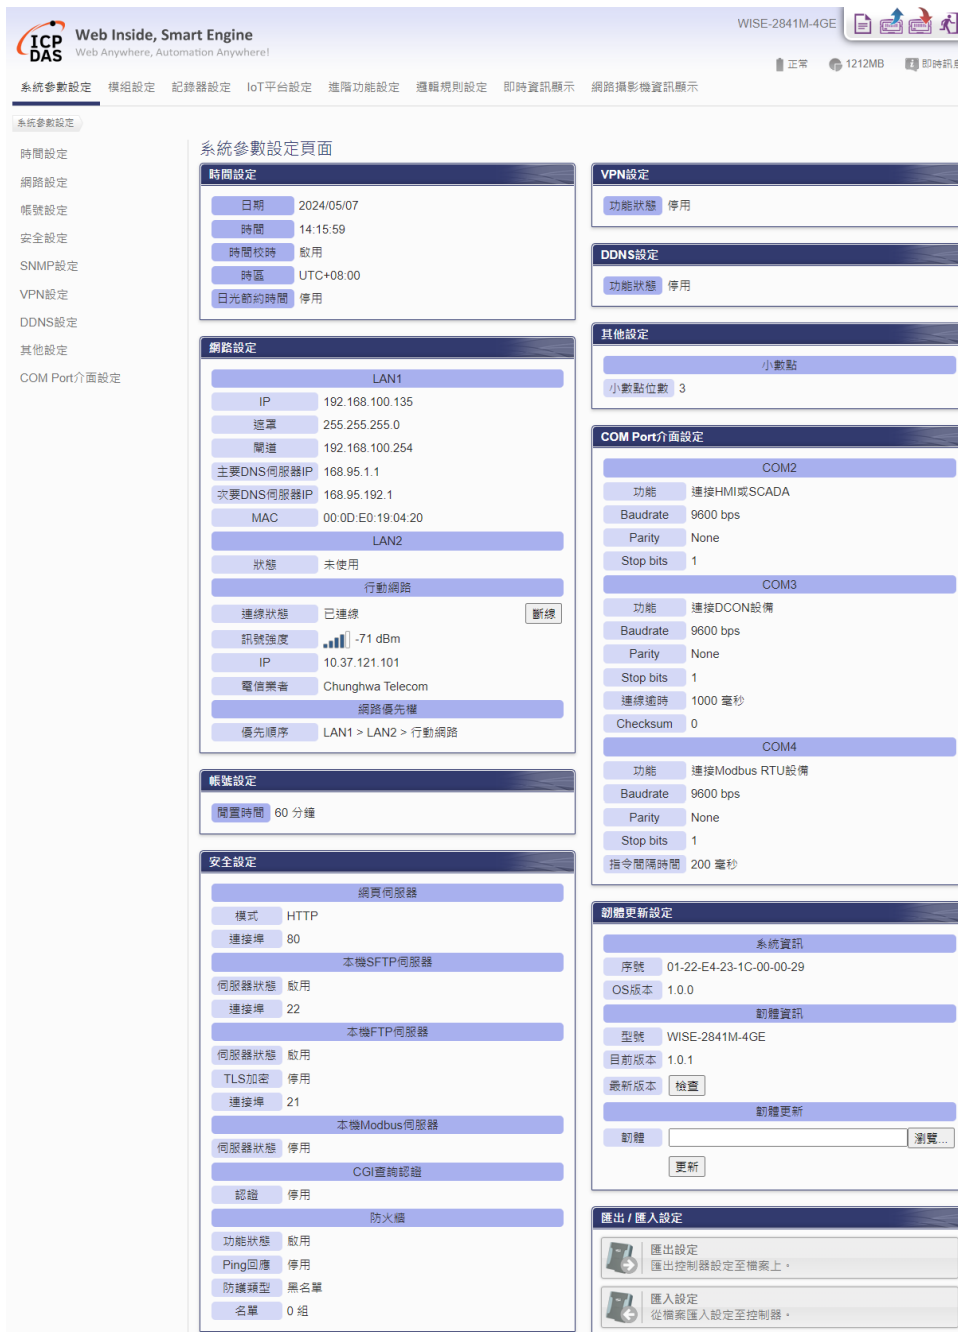 ICP
DAS
Web Inside, Smart Engine
Web Anywhere, Automation Anywhere!
WISE-2841M-4GE
正常 1212MB 即時訊息
系統參數設定 模組設定 記錄器設定 IoT平台設定 進階功能設定 邏輯規則設定 即時資訊顯示 網路攝影機資訊顯示
系統參數設定
時間設定
網路設定
帳號設定
安全設定
SNMP設定
VPN設定
DDNS設定
其他設定
COM Port介面設定
系統參數設定頁面
時間設定
日期 2024/05/07
時間 14:15:59
時間校時 啟用
時區 UTC+08:00
日光節約時間 停用
網路設定
LAN1
IP 192.168.100.135
遮罩 255.255.255.0
閘道 192.168.100.254
主要DNS伺服器IP 168.95.1.1
次要DNS伺服器IP 168.95.192.1
MAC 00:0D:E0:19:04:20
LAN2
狀態 未使用
行動網路
連線狀態 已連線 斷線
訊號強度 -71 dBm
IP 10.37.121.101
電信業者 Chunghwa Telecom
網路優先權
優先順序 LAN1 > LAN2 > 行動網路
帳號設定
閒置時間 60 分鐘
安全設定
網頁伺服器
模式 HTTP
連接埠 80
本機SFTP伺服器
伺服器狀態 啟用
連接埠 22
本機FTP伺服器
伺服器狀態 啟用
TLS加密 停用
連接埠 21
本機Modbus伺服器
伺服器狀態 停用
CGI查詢認證
認證 停用
防火牆
功能狀態 啟用
Ping回應 停用
防護類型 黑名單
名單 0 組
VPN設定
功能狀態 停用
DDNS設定
功能狀態 停用
其他設定
小數點
小數點位數 3
COM Port介面設定
COM2
功能 連接HMI或SCADA
Baudrate 9600 bps
Parity None
Stop bits 1
COM3
功能 連接DCON設備
Baudrate 9600 bps
Parity None
Stop bits 1
連線逾時 1000 毫秒
Checksum 0
COM4
功能 連接Modbus RTU設備
Baudrate 9600 bps
Parity None
Stop bits 1
指令間隔時間 200 毫秒
韌體更新設定
系統資訊
序號 01-22-E4-23-1C-00-00-29
OS版本 1.0.0
韌體資訊
型號 WISE-2841M-4GE
目前版本 1.0.1
最新版本 檢查
韌體更新
韌體 瀏覽...
更新
匯出 / 匯入設定
匯出設定
匯出控制器設定至檔案上。
匯入設定
從檔案匯入設定至控制器。